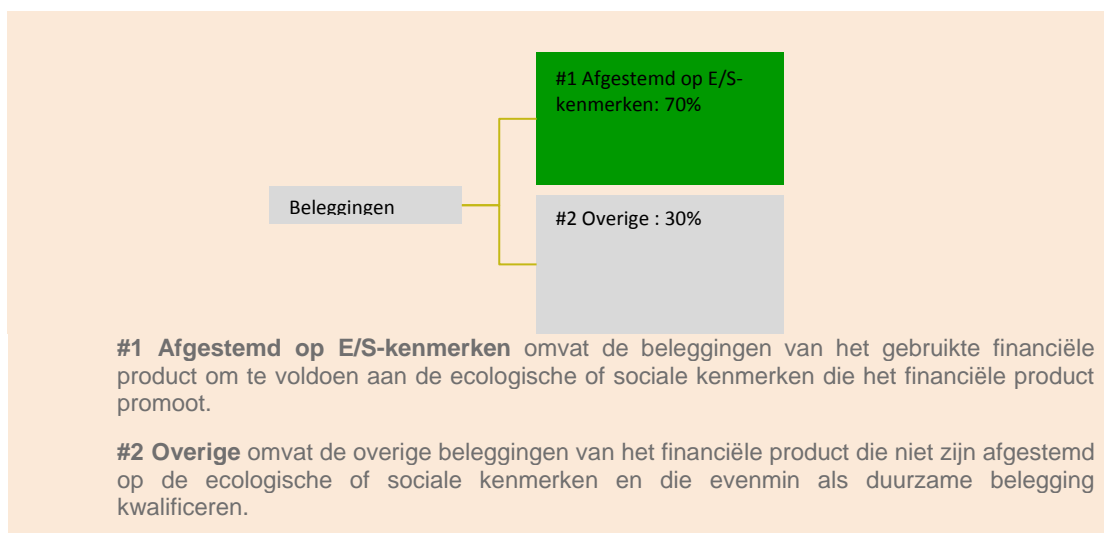 #1 Afgestemd op E/S-
kenmerken: 70%
Beleggingen
#2 Overige : 30%
#1 Afgestemd op E/S-kenmerken omvat de beleggingen van het gebruikte financiële
product om te voldoen aan de ecologische of sociale kenmerken die het financiële product
promoot.
#2 Overige omvat de overige beleggingen van het financiële product die niet zijn afgestemd
op de ecologische of sociale kenmerken en die evenmin als duurzame belegging
kwalificeren.